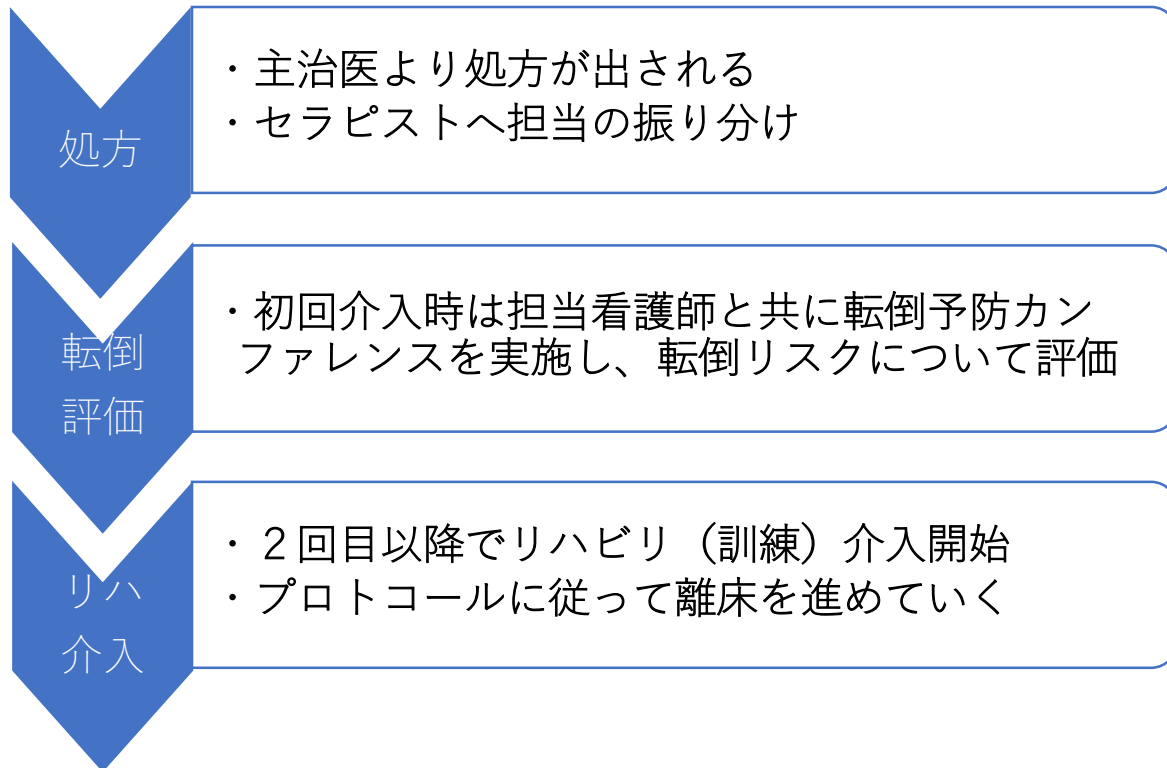 処方
・主治医より処方が出される
・セラピストへ担当の振り分け
転倒
評価
・初回介入時は担当看護師と共に転倒予防カン
ファレンスを実施し、転倒リスクについて評価
リハ
介入
・２回目以降でリハビリ（訓練）介入開始
・プロトコールに従って離床を進めていく